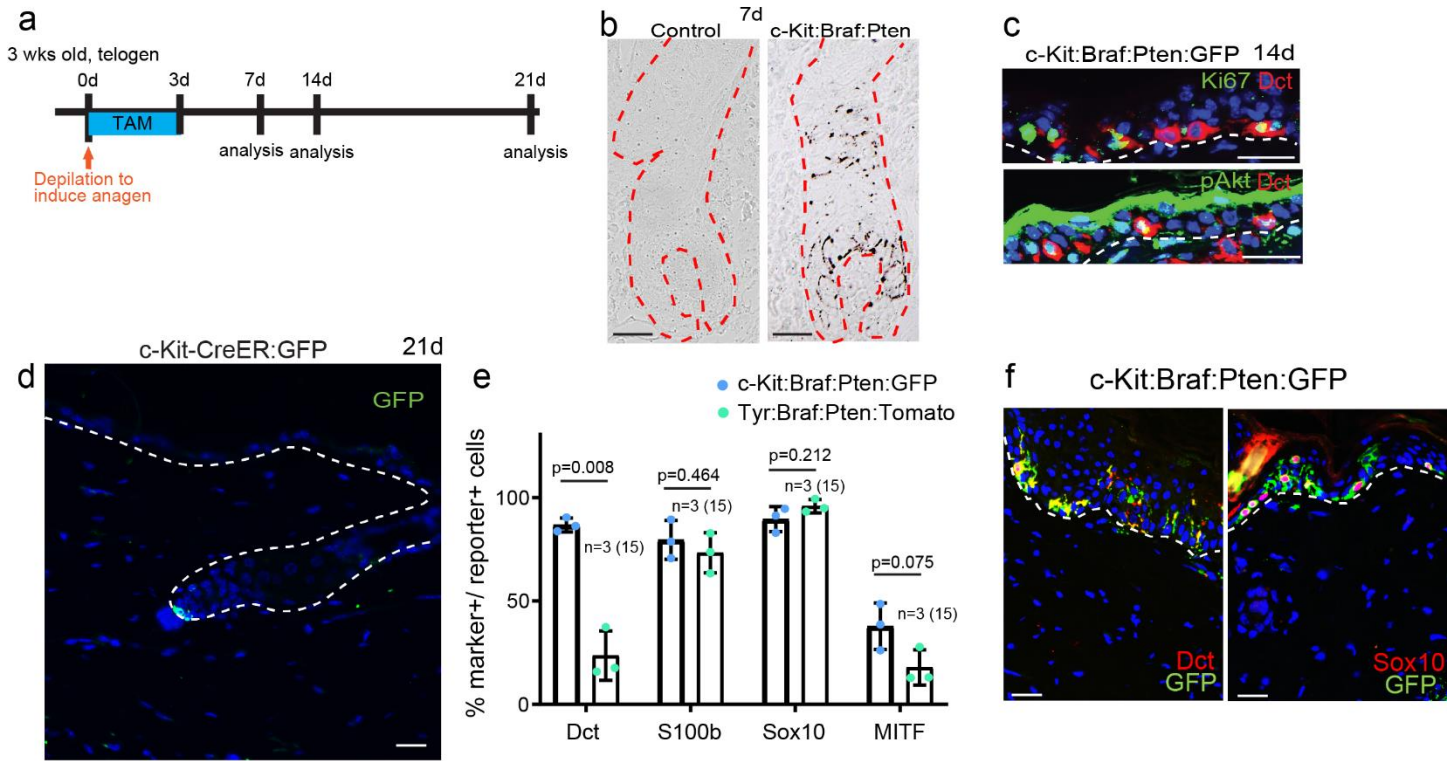 a
3 wks old, telogen
0d 3d 7d 14d 21d
TAM
analysis analysis analysis
Depilation to
induce anagen
b
7d
Control c-Kit:Braf:Pten
c
c-Kit:Braf:Pten:GFP 14d
Ki67 Dct
pAkt Dct
d
c-Kit-CreER:GFP 21d
GFP
e
c-Kit:Braf:Pten:GFP
Tyr:Braf:Pten:Tomato
% marker+/ reporter+ cells
100
50
0
p=0.008
n=3 (15)
p=0.464
n=3 (15)
p=0.212
n=3 (15)
p=0.075
n=3 (15)
Dct S100b Sox10 MITF
f
c-Kit:Braf:Pten:GFP
Dct
GFP
Sox10
GFP